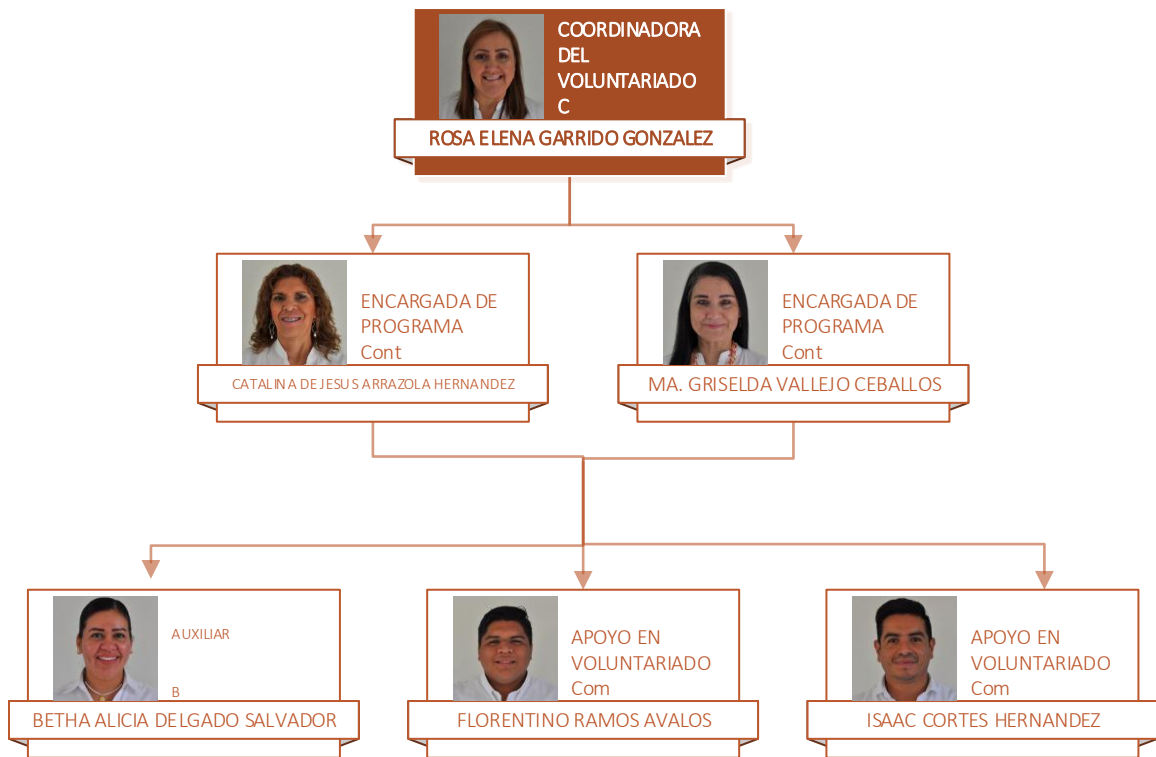 COORDINADORA
DEL
VOLUNTARIADO
C
ROSA ELENA GARRIDO GONZALEZ
ENCARGADA DE
PROGRAMA
Cont
CATALINA DE JESUS ARRAZOLA HERNANDEZ
ENCARGADA DE
PROGRAMA
Cont
MA. GRISELDA VALLEJO CEBALLOS
AUXILIAR
B
BETHA ALICIA DELGADO SALVADOR
APOYO EN
VOLUNTARIADO
Com
FLORENTINO RAMOS AVALOS
APOYO EN
VOLUNTARIADO
Com
ISAAC CORTES HERNANDEZ